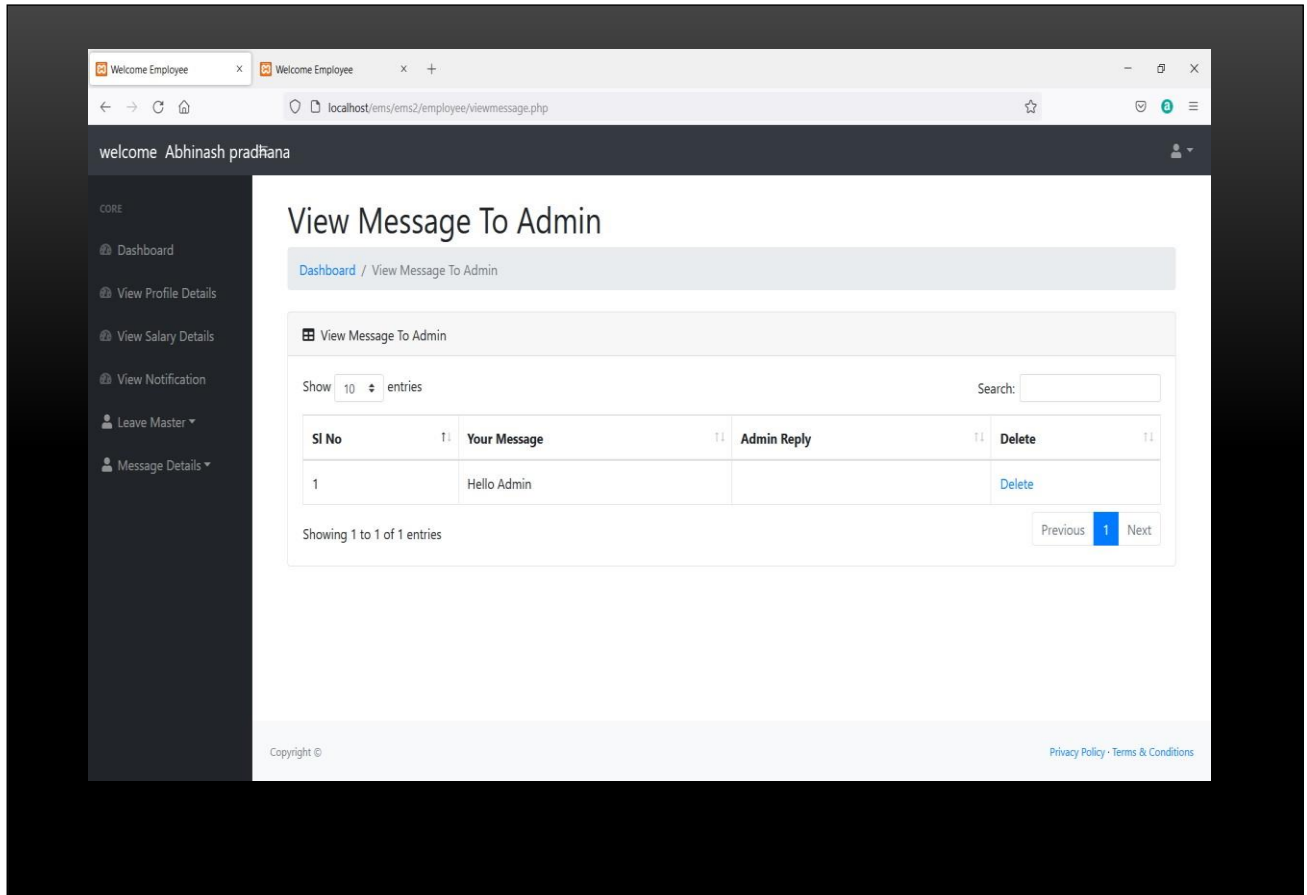 Welcome Employee X Welcome Employee X +
localhost/ems/ems2/employee/viewmessage.php
welcome Abhinash pradhana
CORE
Dashboard
View Profile Details
View Salary Details
View Notification
Leave Master
Message Details
View Message To Admin
Dashboard / View Message To Admin
View Message To Admin
Show 10 entries Search:
Sl No Your Message Admin Reply Delete
1 Hello Admin Delete
Showing 1 to 1 of 1 entries Previous 1 Next
Copyright © Privacy Policy · Terms & Conditions